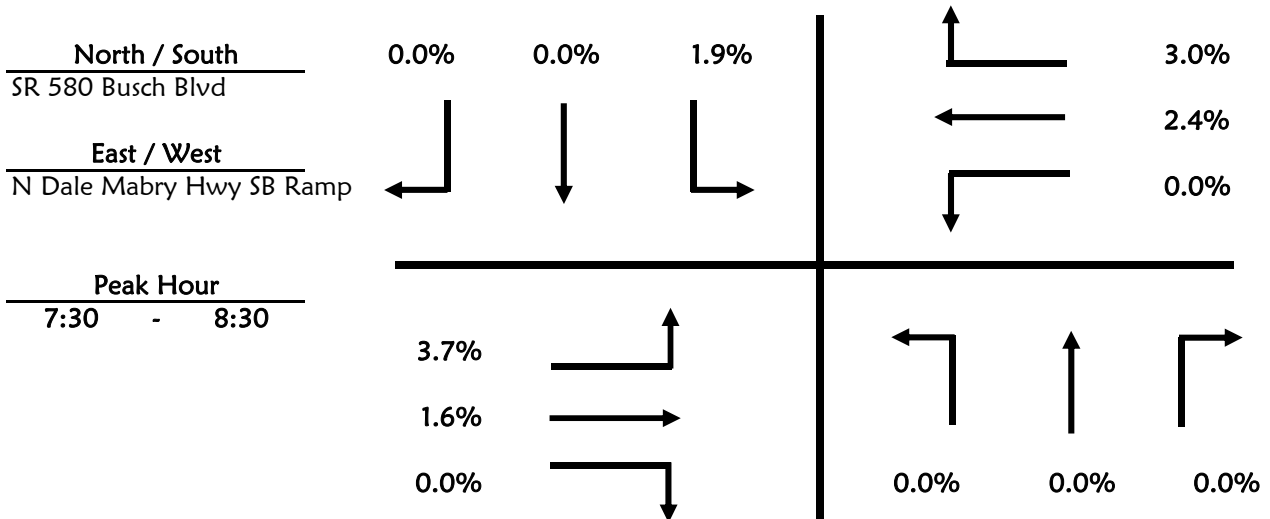 North / South
SR 580 Busch Blvd
East / West
N Dale Mabry Hwy SB Ramp
Peak Hour
7:30 - 8:30
0.0% 0.0% 1.9%
3.0%
2.4%
0.0%
3.7%
1.6%
0.0%
0.0% 0.0% 0.0%